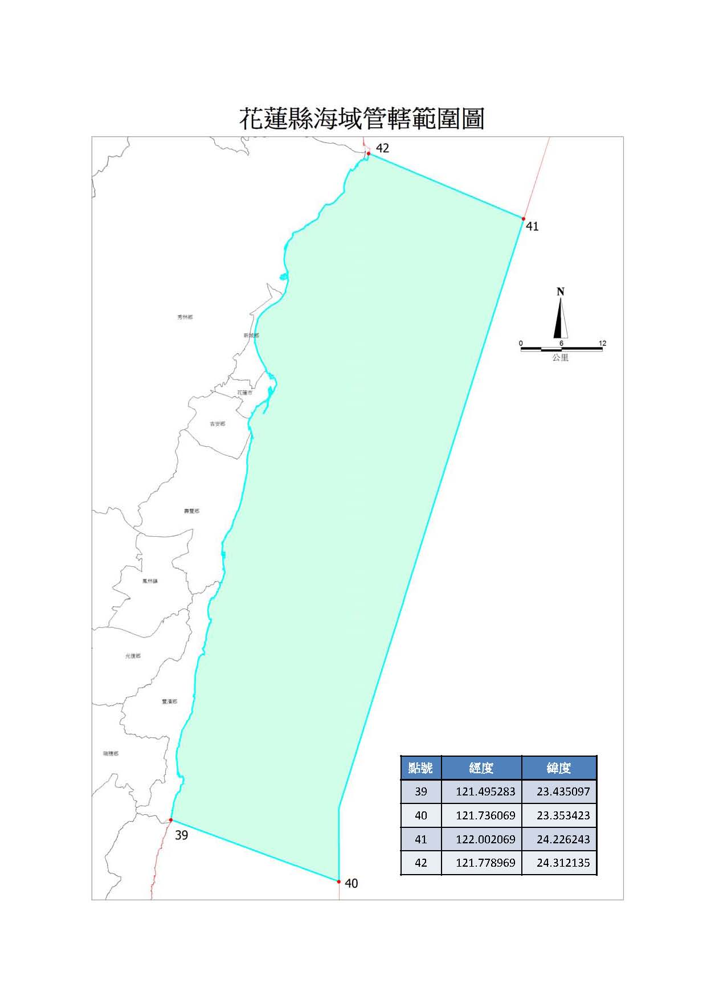 花蓮縣海域管轄範圍圖
42
41
N
0 6 12
公里
秀林鄉
新城鄉
花蓮市
吉安鄉
壽豐鄉
鳳林鎮
光復鄉
豐濱鄉
瑞穗鄉
39
40
點號 經度 緯度
39 121.495283 23.435097
40 121.736069 23.353423
41 122.002069 24.226243
42 121.778969 24.312135